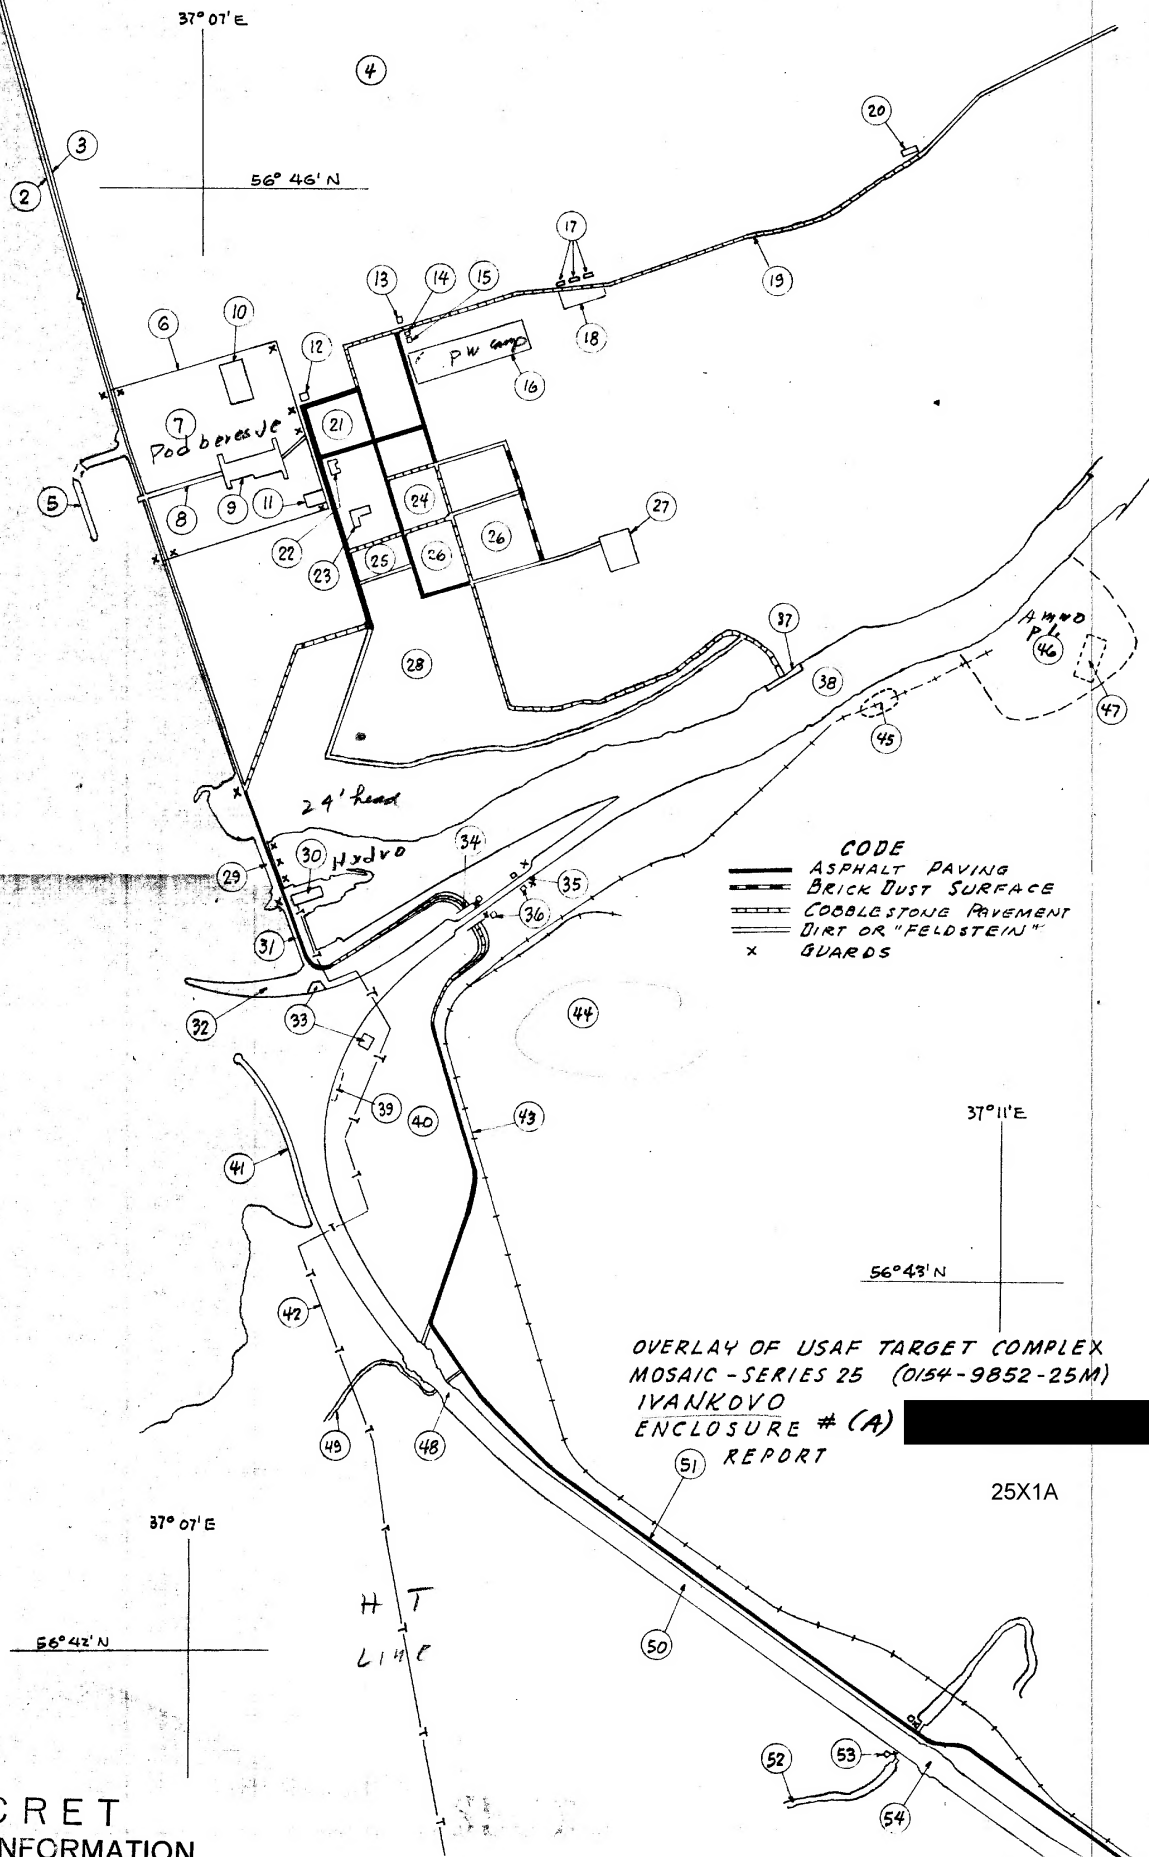 37° 07' E
4
20
3
2
56° 46' N
17
19
13
14
15
18
6
10
12
PW camp
16
7
21
Podberesje
5
8
9
11
24
27
22
23
25
26
26
Ammo
46
28
37
38
47
45
24' head
30
Hydro
34
29
35
36
31
CODE
ASPHALT PAVING
BRICK DUST SURFACE
COBBLESTONE PAVEMENT
DIRT OR "FELDSTEIN"
x GUARDS
32
33
44
39
40
43
37° 11' E
41
56° 43' N
42
OVERLAY OF USAF TARGET COMPLEX
MOSAIC - SERIES 25 (0154-9852-25M)
IVANKOVO
ENCLOSURE # (A)
REPORT
49
48
51
25X1A
37° 07' E
H T
LINE
56° 42' N
50
52
53
54
CRET
NFORMATION